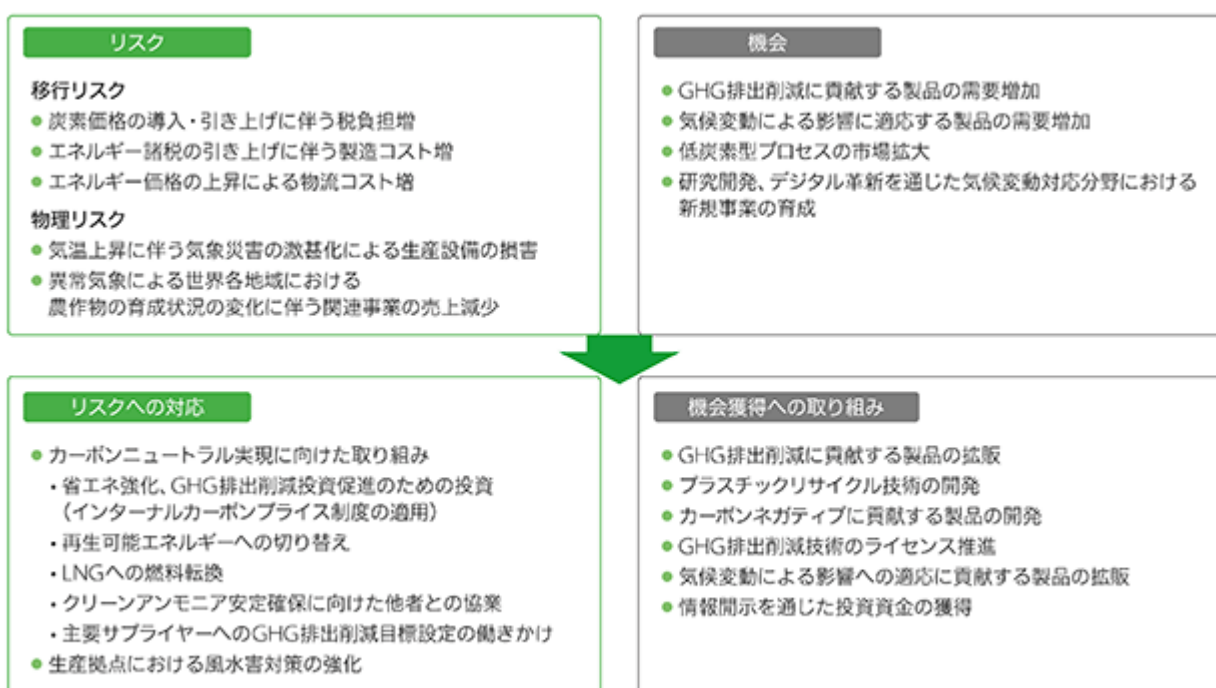 リスク
移行リスク
● 炭素価格の導入・引き上げに伴う税負担増
● エネルギー諸税の引き上げに伴う製造コスト増
● エネルギー価格の上昇による物流コスト増
物理リスク
● 気温上昇に伴う気象災害の激甚化による生産設備の損害
● 異常気象による世界各地域における
農作物の育成状況の変化に伴う関連事業の売上減少
機会
● GHG排出削減に貢献する製品の需要増加
● 気候変動による影響に適応する製品の需要増加
● 低炭素型プロセスの市場拡大
● 研究開発、デジタル革新を通じた気候変動対応分野における
新規事業の育成
リスクへの対応
● カーボンニュートラル実現に向けた取り組み
・省エネ強化、GHG排出削減投資促進のための投資
（インターナルカーボンプライス制度の適用）
・再生可能エネルギーへの切り替え
・LNGへの燃料転換
・クリーンアンモニア安定確保に向けた他者との協業
・主要サプライヤーへのGHG排出削減目標設定の働きかけ
● 生産拠点における風水害対策の強化
機会獲得への取り組み
● GHG排出削減に貢献する製品の拡販
● プラスチックリサイクル技術の開発
● カーボンネガティブに貢献する製品の開発
● GHG排出削減技術のライセンス推進
● 気候変動による影響への適応に貢献する製品の拡販
● 情報開示を通じた投資資金の獲得